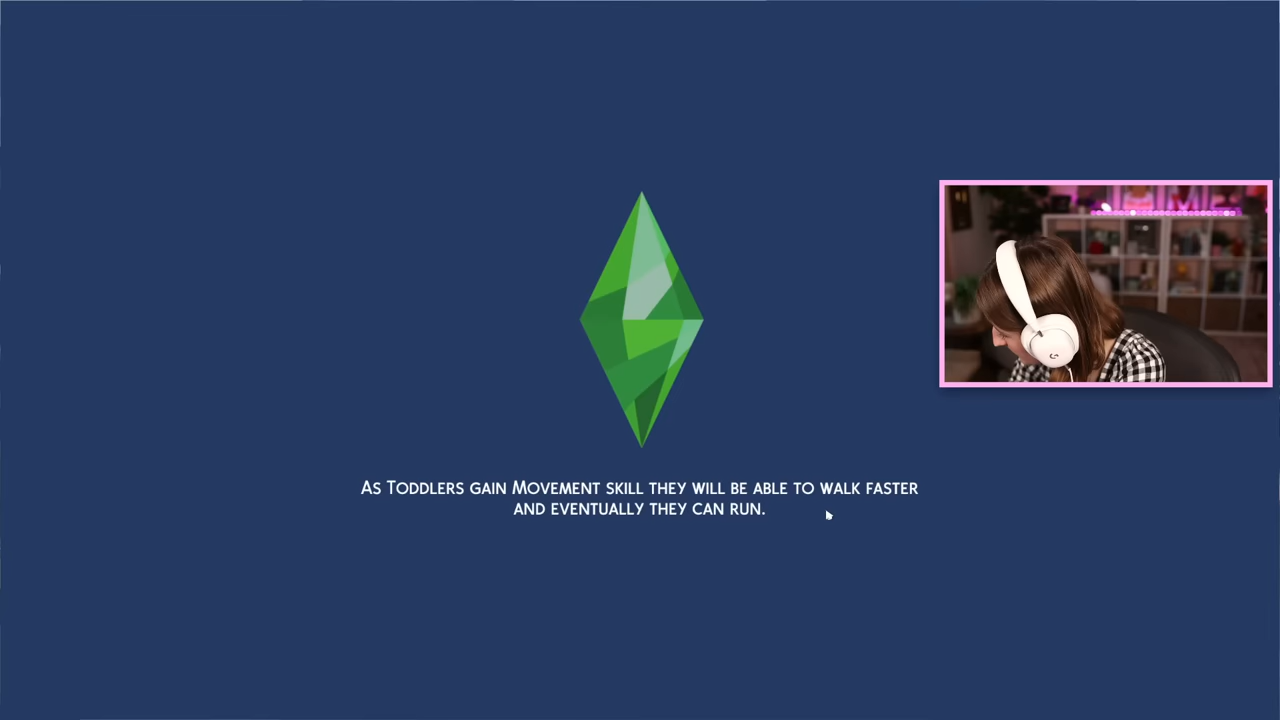 As Toddlers gain Movement skill they will be able to walk faster
and eventually they can run.